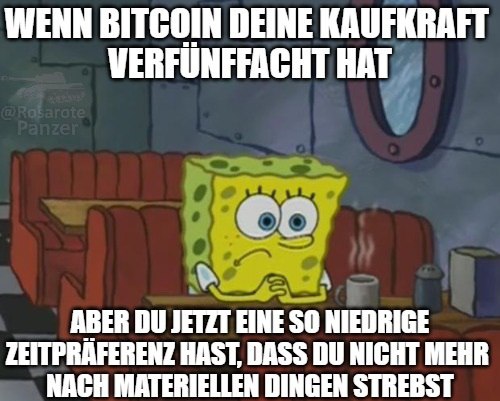 WENN BITCOIN DEINE KAUFKRAFT
VERFÜNFFACHT HAT
@Rosarote
Panzer
ABER DU JETZT EINE SO NIEDRIGE
ZEITPRÄFERENZ HAST, DASS DU NICHT MEHR
NACH MATERIELLEN DINGEN STREBST